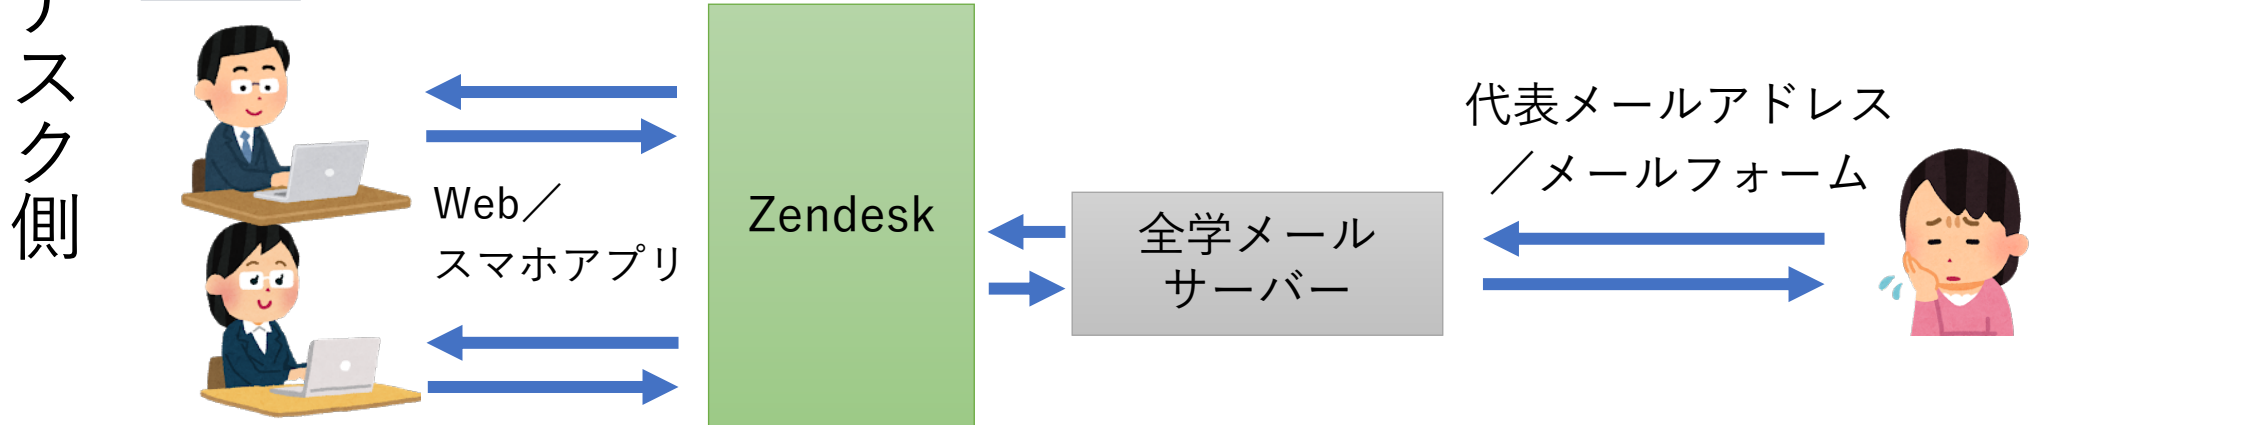 デスク側
Web／
スマホアプリ
Zendesk
全学メール
サーバー
代表メールアドレス
／メールフォーム